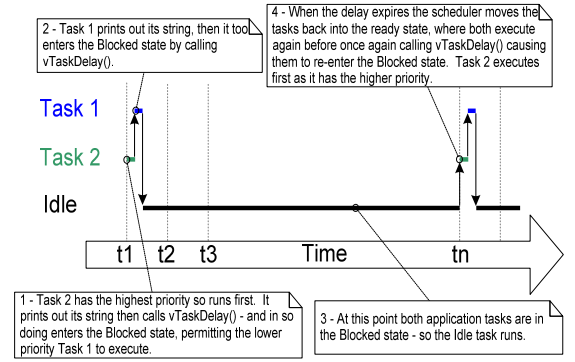 2 - Task 1 prints out its string, then it too
enters the Blocked state by calling
vTaskDelay().
4 - When the delay expires the scheduler moves the
tasks back into the ready state, where both execute
again before once again calling vTaskDelay() causing
them to re-enter the Blocked state.  Task 2 executes
first as it has the higher priority.
Task 1
Task 2
Idle
t1 t2 t3 Time tn
1 - Task 2 has the highest priority so runs first.  It
prints out its string then calls vTaskDelay() - and in so
doing enters the Blocked state, permitting the lower
priority Task 1 to execute.
3 - At this point both application tasks are in
the Blocked state - so the Idle task runs.